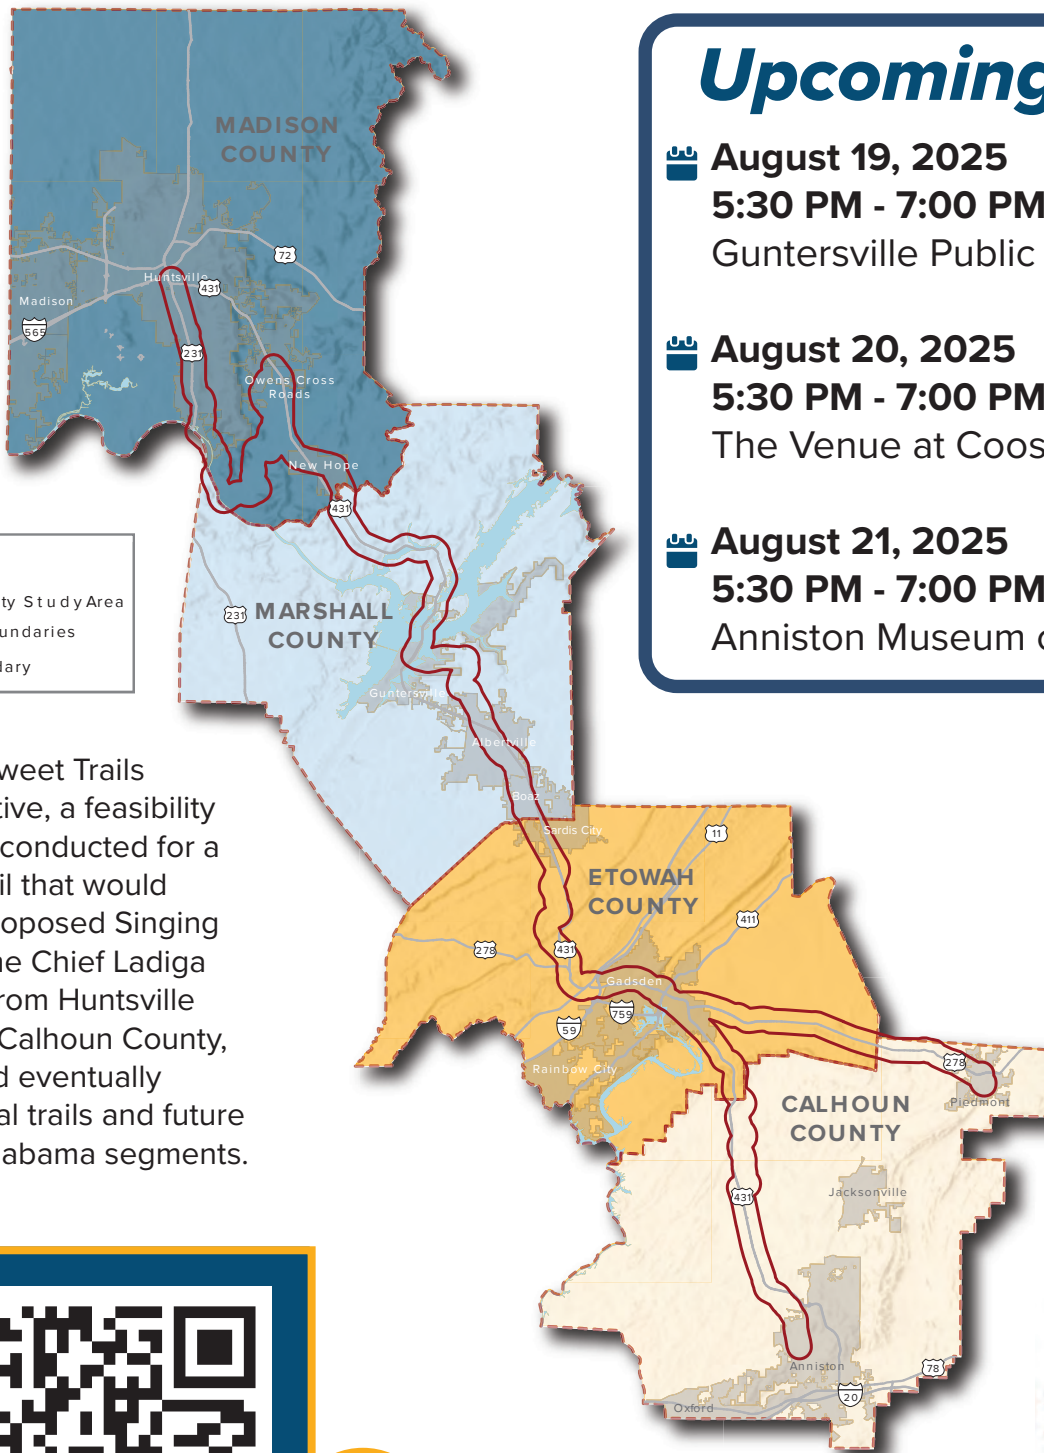 MADISON
COUNTY
72
Huntsville
431
Madison
565
231
Owens Cross
Roads
New Hope
431
ty Study Area
undaries
dary
231
MARSHALL
COUNTY
Guntersville
Albertville
Boaz
Sardis City
11
ETOWAH
COUNTY
411
278
431
Gadsden
759
59
Rainbow City
278
Piedmont
CALHOUN
COUNTY
Jacksonville
431
Anniston
78
20
Oxford
Upcoming
August 19, 2025
5:30 PM - 7:00 PM
Guntersville Public
August 20, 2025
5:30 PM - 7:00 PM
The Venue at Coos
August 21, 2025
5:30 PM - 7:00 PM
Anniston Museum o
weet Trails
tive, a feasibility
conducted for a
il that would
oposed Singing
ne Chief Ladiga
rom Huntsville
Calhoun County,
d eventually
al trails and future
labama segments.